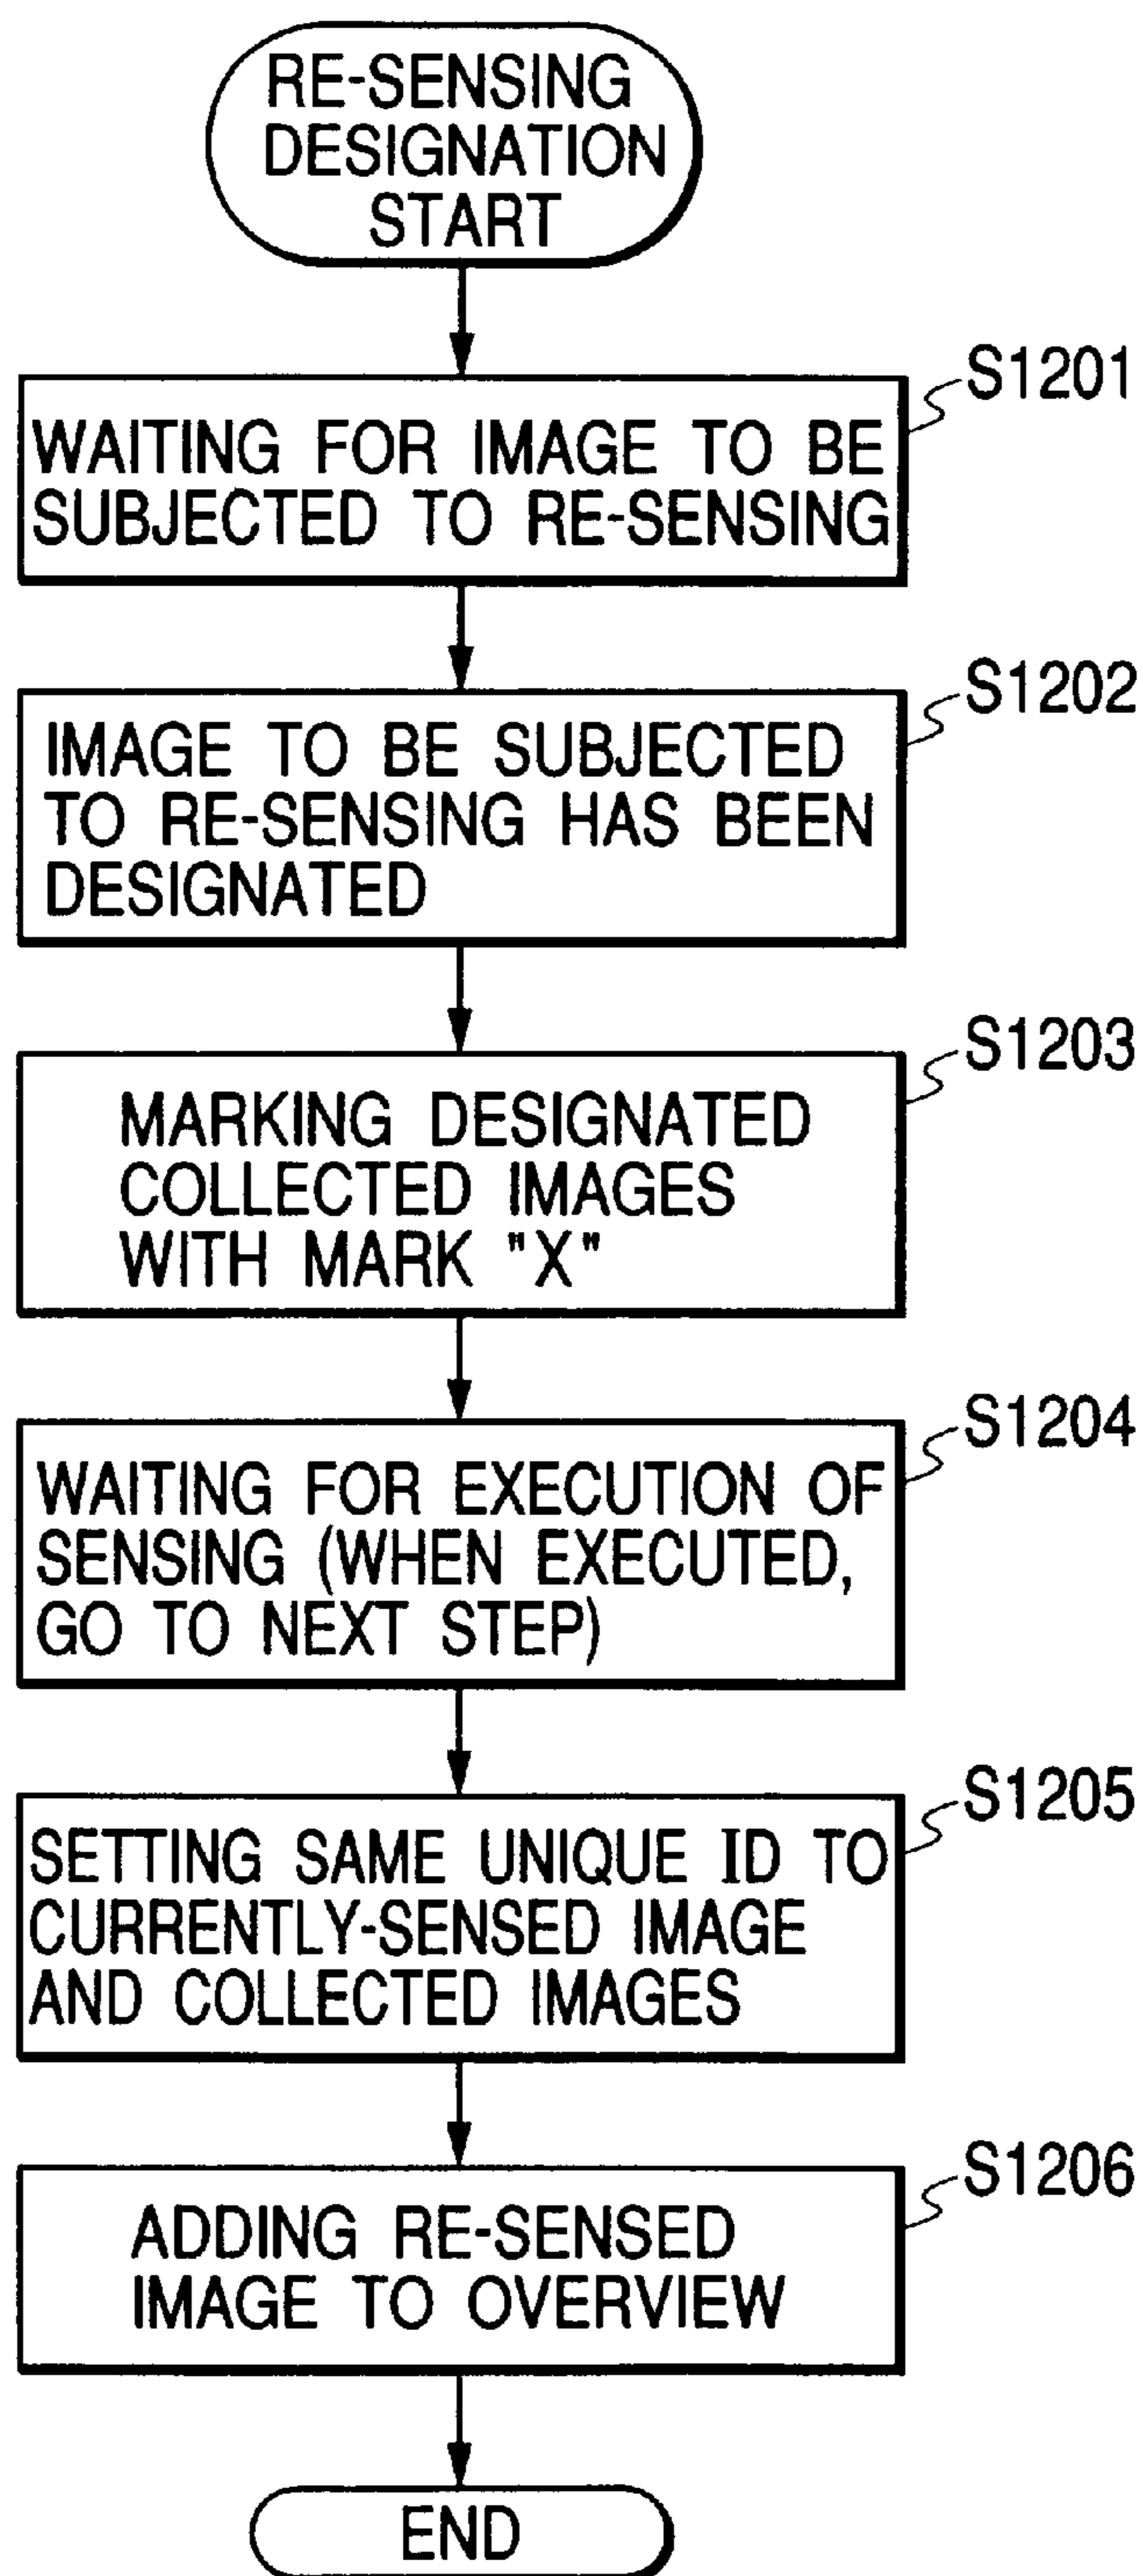 RE-SENSING
DESIGNATION
START
S1201
WAITING FOR IMAGE TO BE
SUBJECTED TO RE-SENSING
S1202
IMAGE TO BE SUBJECTED
TO RE-SENSING HAS BEEN
DESIGNATED
S1203
MARKING DESIGNATED
COLLECTED IMAGES
WITH MARK "X"
S1204
WAITING FOR EXECUTION OF
SENSING (WHEN EXECUTED,
GO TO NEXT STEP)
S1205
SETTING SAME UNIQUE ID TO
CURRENTLY-SENSED IMAGE
AND COLLECTED IMAGES
S1206
ADDING RE-SENSED
IMAGE TO OVERVIEW
END